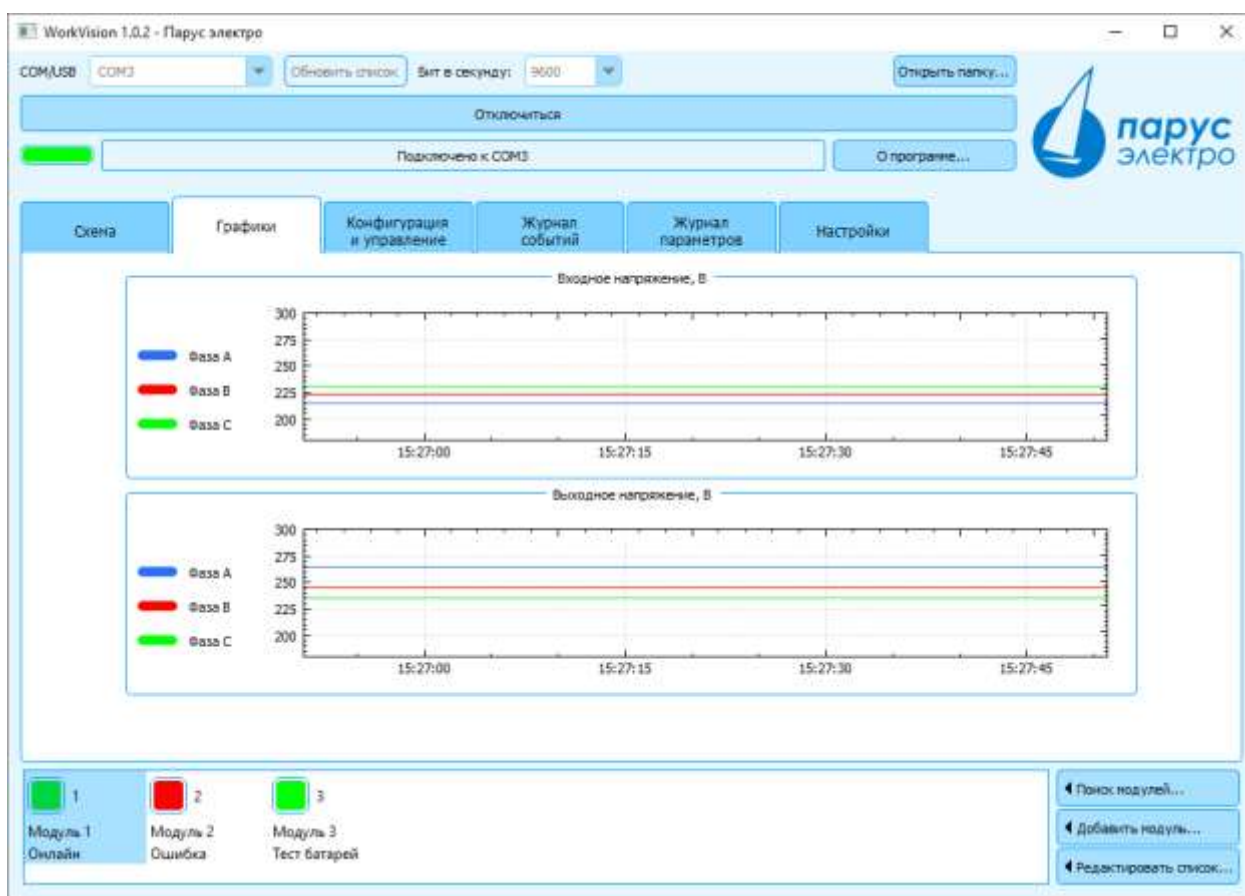 WorkVision 1.0.2 - Парус электро
COM/USB COM3 Обновить список Бит в секунду: 9600 Открыть папку...
Отключиться
Подключено к COM3 О программе...
парус
электро
Схема
Графики
Конфигурация
и управление
Журнал
событий
Журнал
параметров
Настройки
Входное напряжение, В
300
275
250
225
200
Фаза A
Фаза B
Фаза C
15:27:00 15:27:15 15:27:30 15:27:45
Выходное напряжение, В
300
275
250
225
200
Фаза A
Фаза B
Фаза C
15:27:00 15:27:15 15:27:30 15:27:45
1
Модуль 1
Онлайн
2
Модуль 2
Ошибка
3
Модуль 3
Тест батарей
Поиск модулей...
Добавить модуль...
Редактировать список...